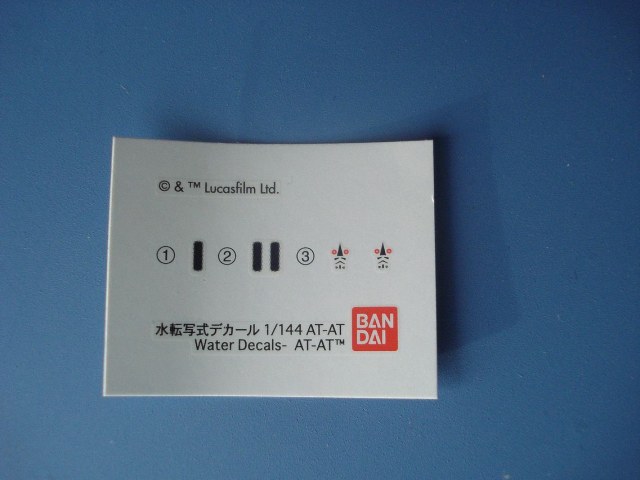 © & ™ Lucasfilm Ltd.
① ② ③
水転写式デカール 1/144 AT-AT
Water Decals- AT-AT™
BAN
DAI